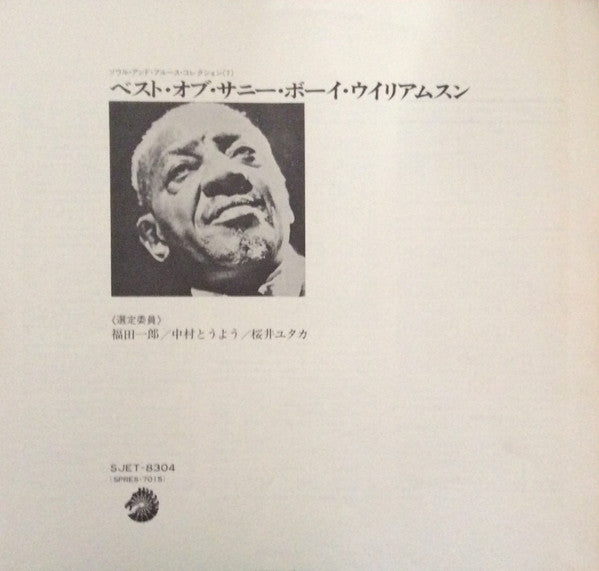 ソウル・アンド・ブルース・コレクション(7)
ベスト・オブ・サニー・ボーイ・ウイリアムスン
〈選定委員〉
福田一郎／中村とうよう／桜井ユタカ
SJET-8304
(SPRES-7015)